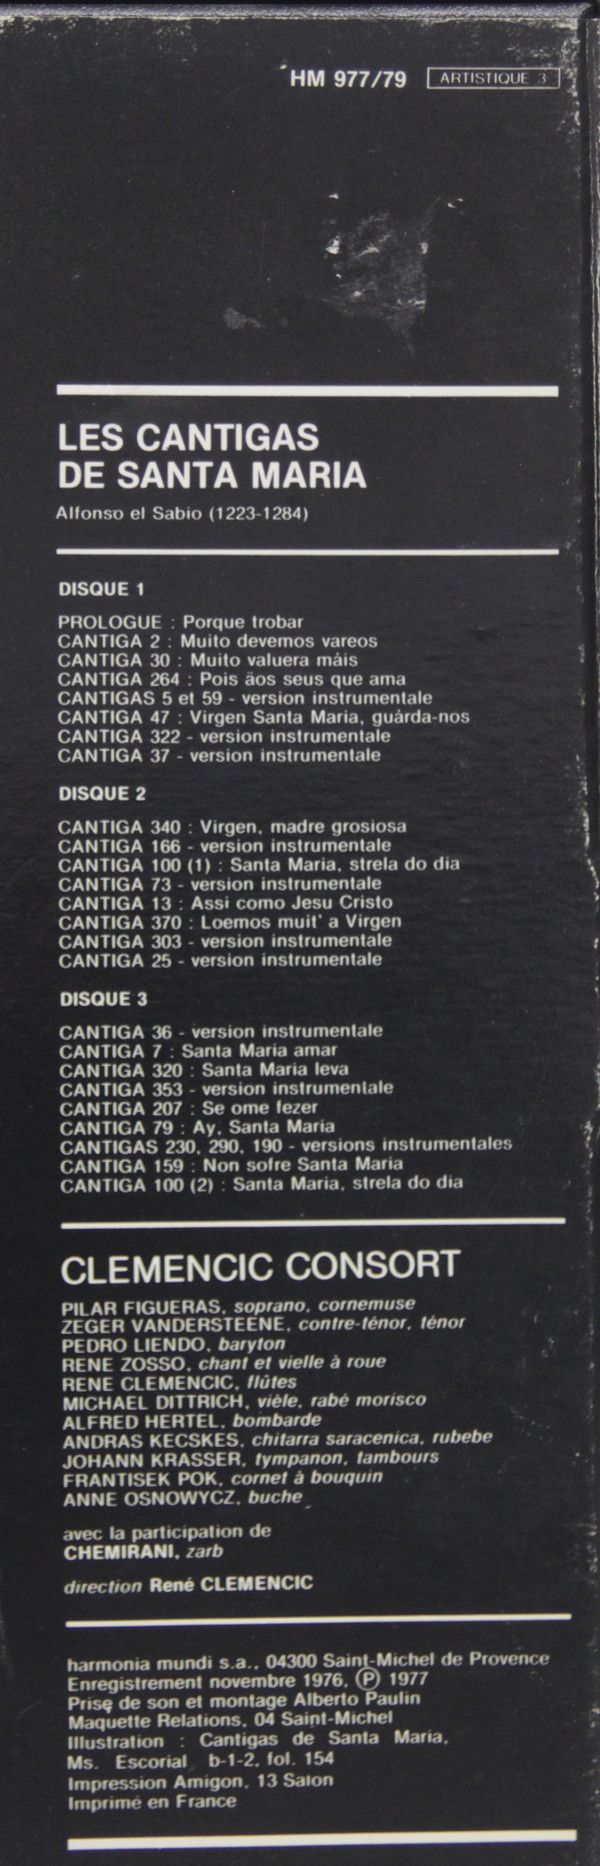 HM 977/79 ARTISTIQUE 3
LES CANTIGAS
DE SANTA MARIA
Alfonso el Sabio (1223-1284)
DISQUE 1
PROLOGUE : Porque trobar
CANTIGA 2 : Muito devemos vareos
CANTIGA 30 : Muito valuera máis
CANTIGA 264 : Pois äos seus que ama
CANTIGAS 5 et 59 - version instrumentale
CANTIGA 47 : Virgen Santa Maria, guárda-nos
CANTIGA 322 - version instrumentale
CANTIGA 37 - version instrumentale
DISQUE 2
CANTIGA 340 : Virgen, madre grosiosa
CANTIGA 166 - version instrumentale
CANTIGA 100 (1) : Santa Maria, strela do dia
CANTIGA 73 - version instrumentale
CANTIGA 13 : Assi como Jesu Cristo
CANTIGA 370 : Loemos muit' a Virgen
CANTIGA 303 - version instrumentale
CANTIGA 25 - version instrumentale
DISQUE 3
CANTIGA 36 - version instrumentale
CANTIGA 7 : Santa Maria amar
CANTIGA 320 : Santa Maria leva
CANTIGA 353 - version instrumentale
CANTIGA 207 : Se ome fezer
CANTIGA 79 : Ay, Santa Maria
CANTIGAS 230, 290, 190 - versions instrumentales
CANTIGA 159 : Non sofre Santa Maria
CANTIGA 100 (2) : Santa Maria, strela do dia
CLEMENCIC CONSORT
PILAR FIGUERAS, soprano, cornemuse
ZEGER VANDERSTEENE, contre-ténor, ténor
PEDRO LIENDO, baryton
RENE ZOSSO, chant et vielle à roue
RENE CLEMENCIC, flûtes
MICHAEL DITTRICH, vièle, rabé morisco
ALFRED HERTEL, bombarde
ANDRAS KECSKES, chitarra saracenica, rubebe
JOHANN KRASSER, tympanon, tambours
FRANTISEK POK, cornet à bouquin
ANNE OSNOWYCZ, buche
avec la participation de
CHEMIRANI, zarb
direction René CLEMENCIC
harmonia mundi s.a., 04300 Saint-Michel de Provence
Enregistrement novembre 1976, Ⓟ 1977
Prise de son et montage Alberto Paulin
Maquette Relations, 04 Saint-Michel
Illustration : Cantigas de Santa Maria,
Ms. Escorial b-1-2, fol. 154
Impression Amigon, 13 Salon
Imprimé en France